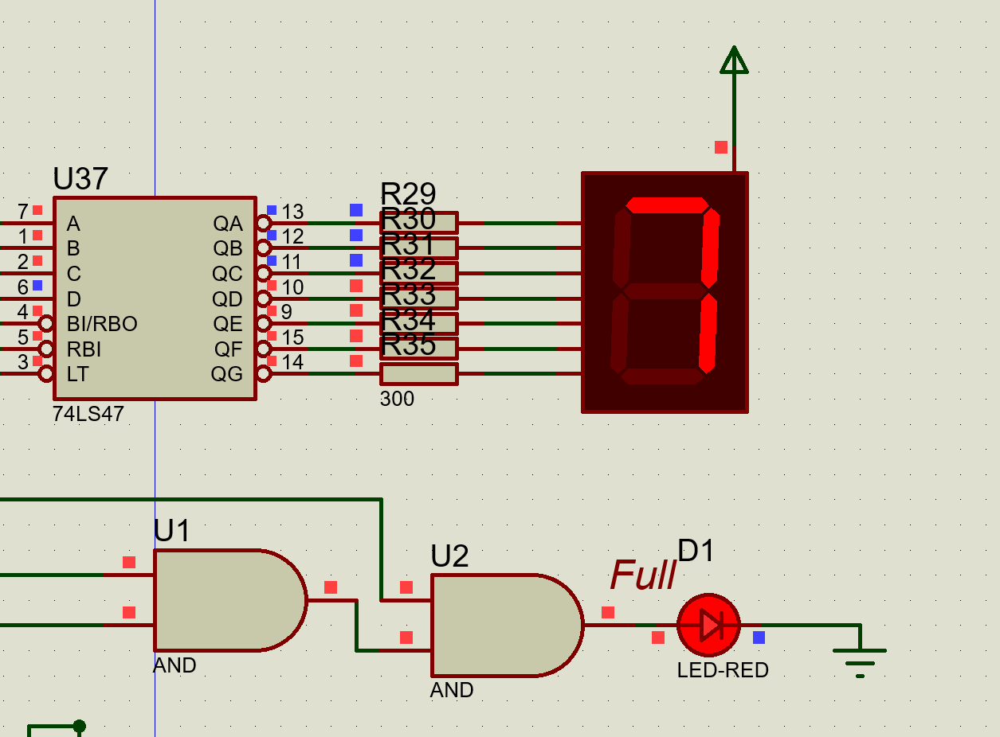 U37
7 A QA 13
1 B QB 12
2 C QC 11
6 D QD 10
4 BI/RBO QE 9
5 RBI QF 15
3 LT QG 14
74LS47
R29
R30
R31
R32
R33
R34
R35
300
U1
AND
U2
AND
Full
D1
LED-RED